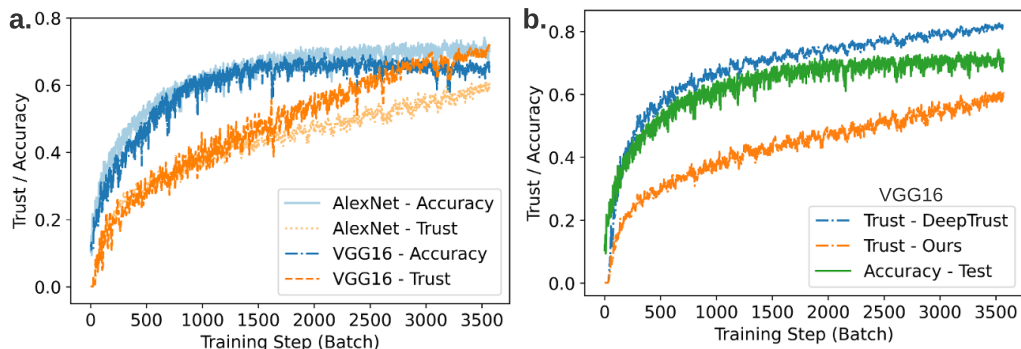 a.
Trust / Accuracy
0.8
0.6
0.4
0.2
0.0
AlexNet - Accuracy
AlexNet - Trust
VGG16 - Accuracy
VGG16 - Trust
0 500 1000 1500 2000 2500 3000 3500
Training Step (Batch)
b.
Trust / Accuracy
0.8
0.6
0.4
0.2
0.0
VGG16
Trust - DeepTrust
Trust - Ours
Accuracy - Test
0 500 1000 1500 2000 2500 3000 3500
Training Step (Batch)